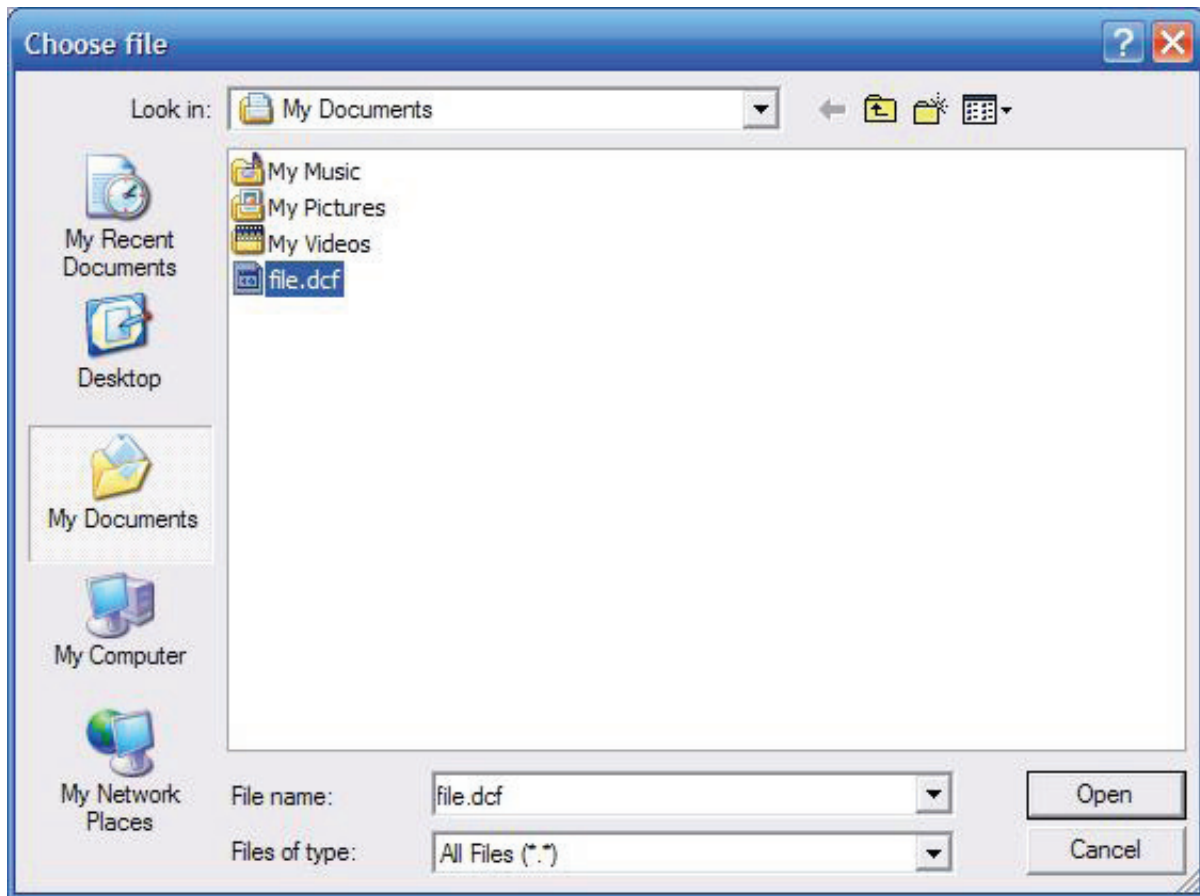 Choose file
Look in:
My Documents
My Music
My Pictures
My Videos
file.dcf
My Recent
Documents
Desktop
My Documents
My Computer
My Network
Places
File name:
file.dcf
Open
Files of type:
All Files (*.*)
Cancel